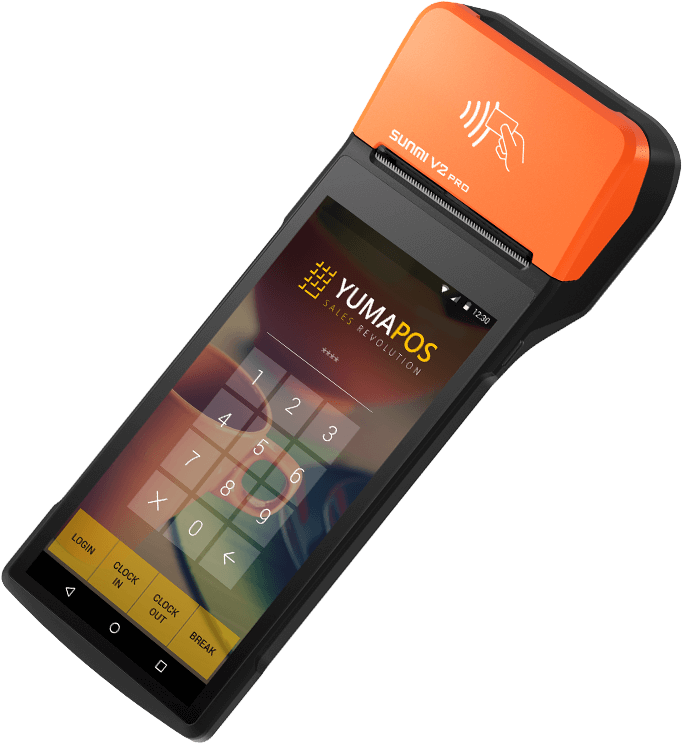 SUNMI V2 PRO
12:30
YUMAPOS
SALES REVOLUTION
****
1 2 3
4 5 6
7 8 9
0
LOGIN
CLOCK
IN
CLOCK
OUT
BREAK